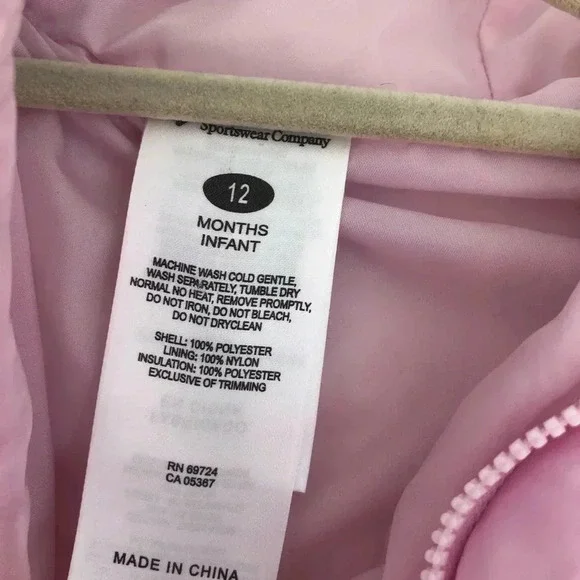 Sportswear Company
12
MONTHS
INFANT
MACHINE WASH COLD GENTLE,
WASH SEPARATELY, TUMBLE DRY
NORMAL NO HEAT, REMOVE PROMPTLY,
DO NOT IRON, DO NOT BLEACH,
DO NOT DRYCLEAN
SHELL: 100% POLYESTER
LINING: 100% NYLON
INSULATION: 100% POLYESTER
EXCLUSIVE OF TRIMMING
RN 69724
CA 05367
MADE IN CHINA